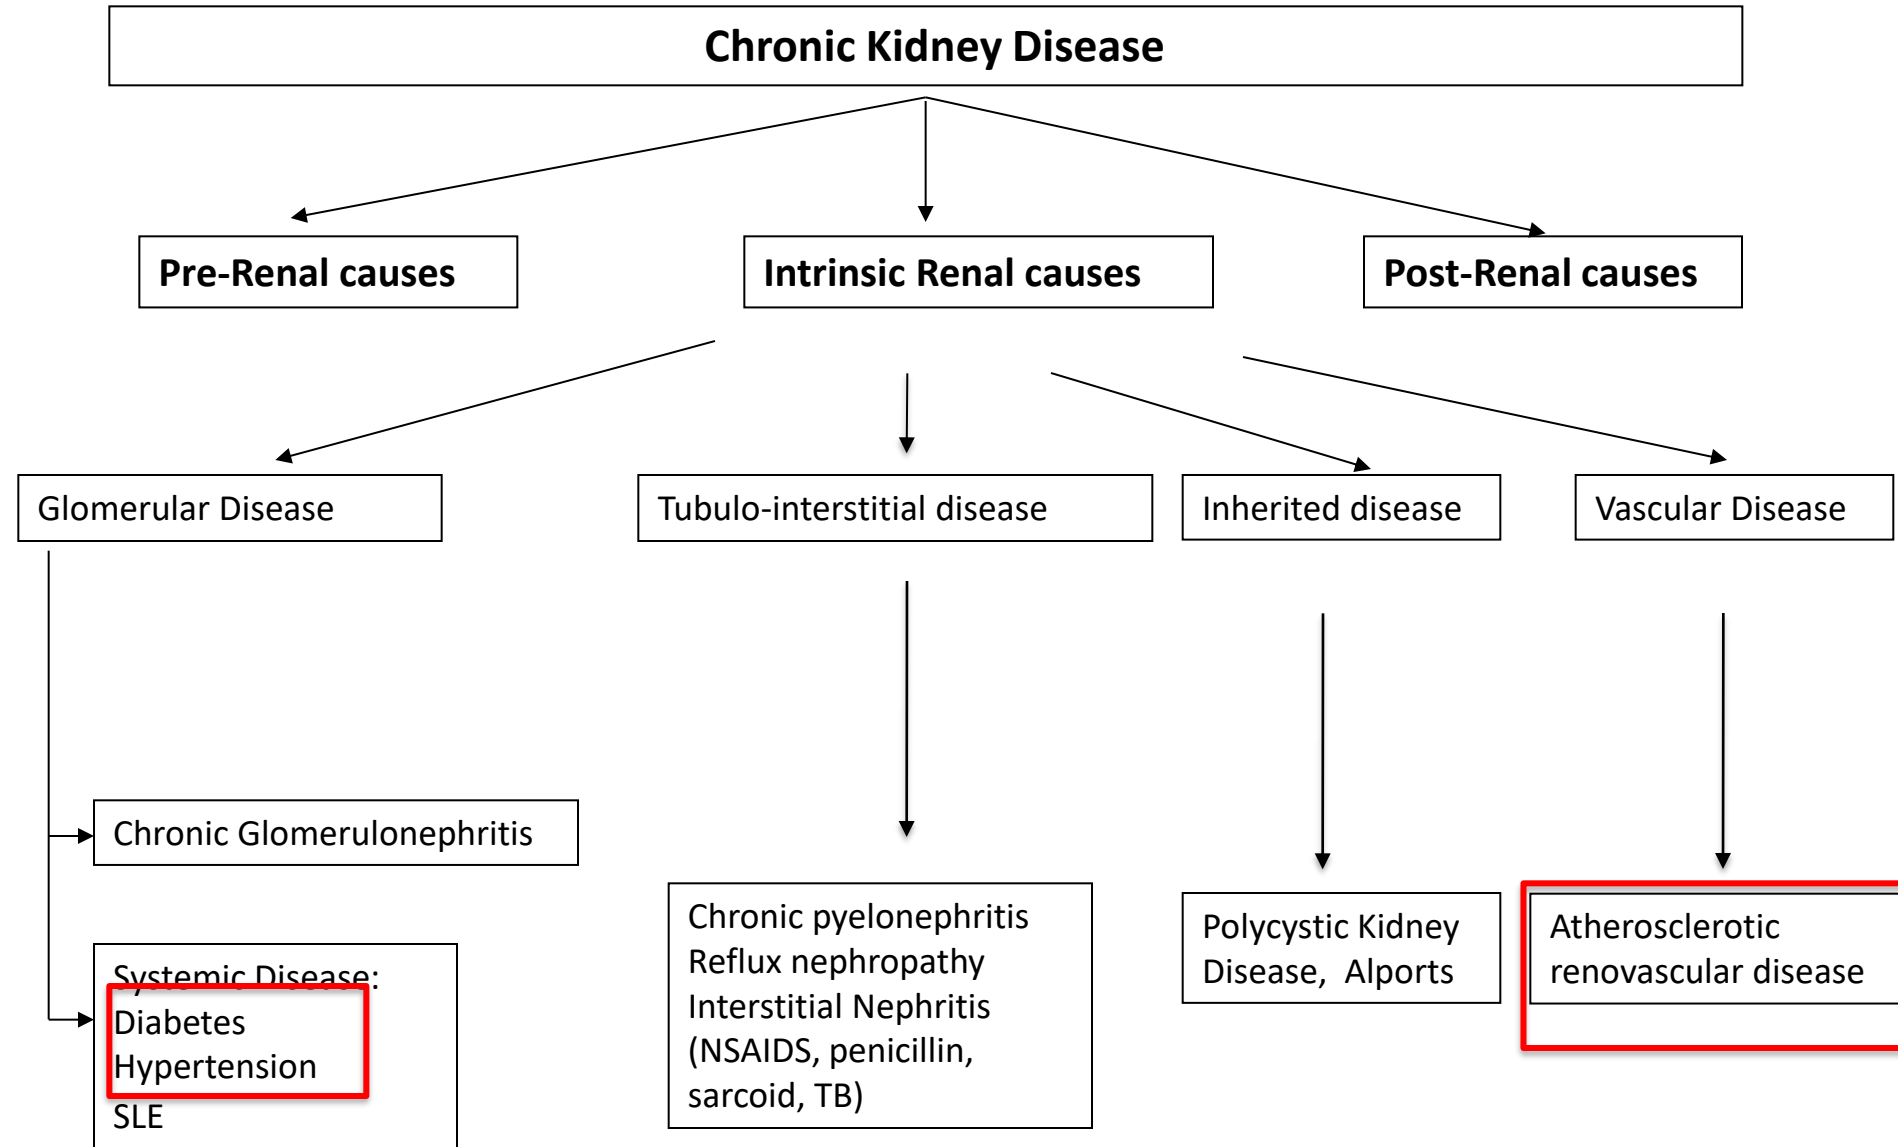 Chronic Kidney Disease
Pre-Renal causes
Intrinsic Renal causes
Post-Renal causes
Glomerular Disease
Tubulo-interstitial disease
Inherited disease
Vascular Disease
Chronic Glomerulonephritis
Systemic Disease:
Diabetes
Hypertension
SLE
Chronic pyelonephritis
Reflux nephropathy
Interstitial Nephritis
(NSAIDS, penicillin,
sarcoid, TB)
Polycystic Kidney
Disease, Alports
Atherosclerotic
renovascular disease